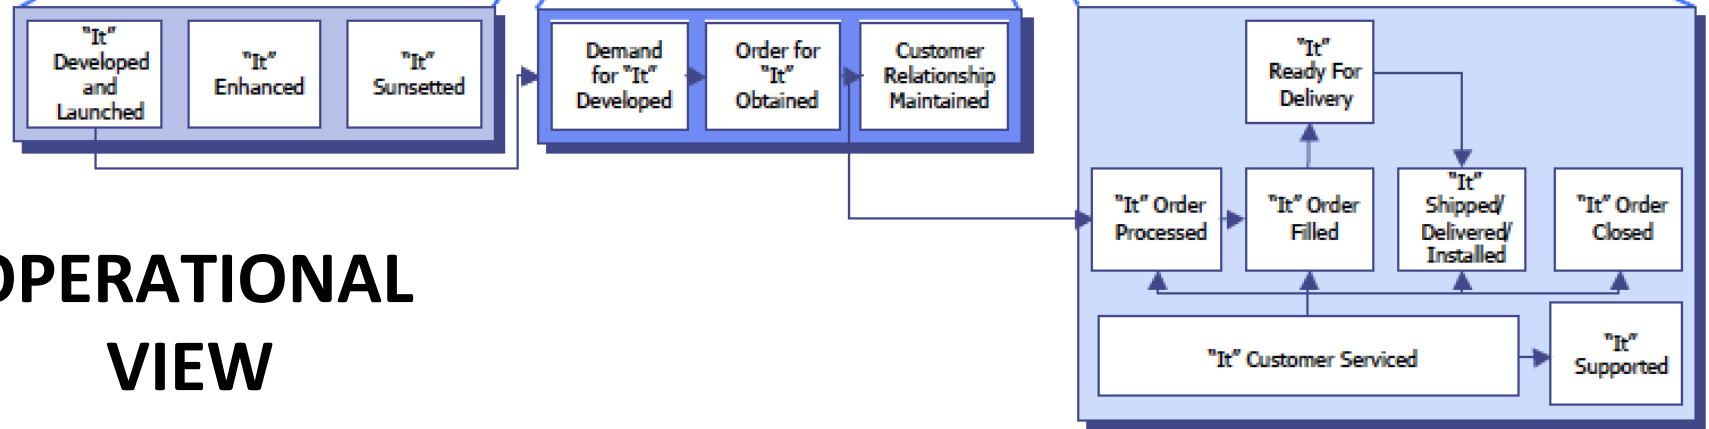 “It”
Developed
and
Launched
“It”
Enhanced
“It”
Sunsetted
Demand
for “It”
Developed
Order for
“It”
Obtained
Customer
Relationship
Maintained
“It”
Ready For
Delivery
“It” Order
Processed
“It” Order
Filled
“It”
Shipped/
Delivered/
Installed
“It” Order
Closed
“It” Customer Serviced
“It”
Supported
OPERATIONAL
VIEW